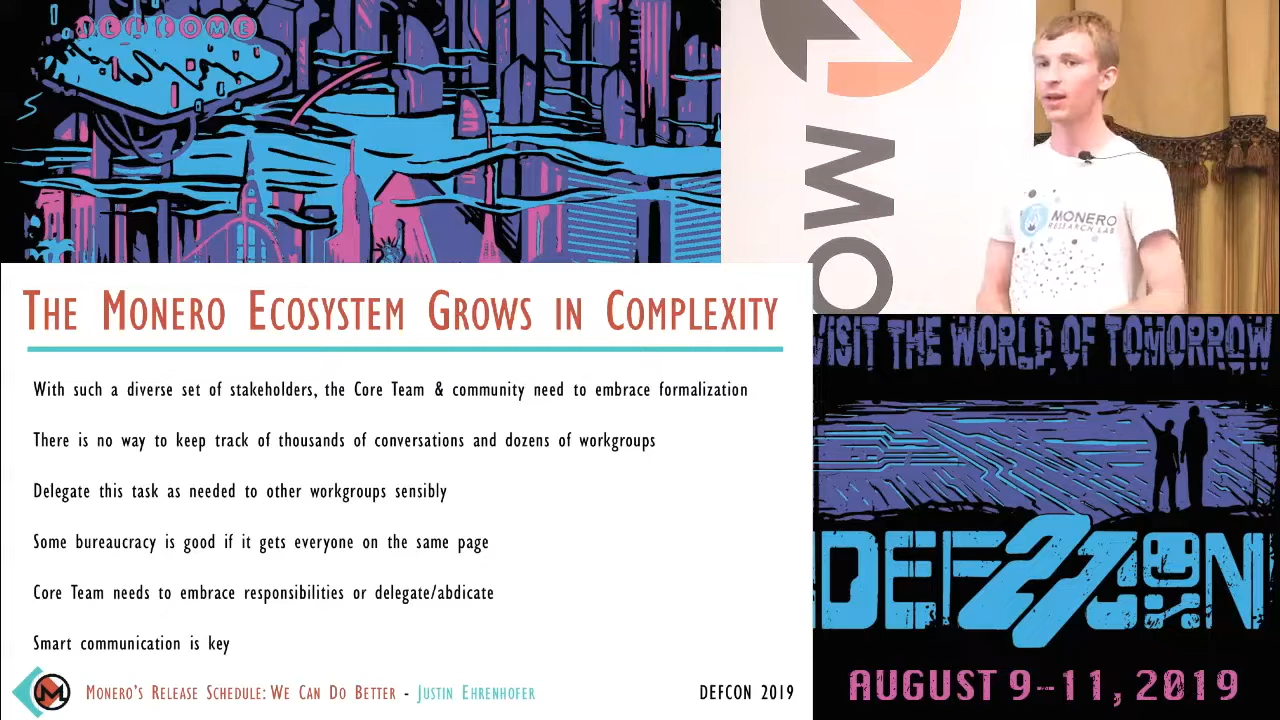 WELCOME
MONERO
RESEARCH LAB
THE MONERO ECOSYSTEM GROWS IN COMPLEXITY
With such a diverse set of stakeholders, the Core Team & community need to embrace formalization
There is no way to keep track of thousands of conversations and dozens of workgroups
Delegate this task as needed to other workgroups sensibly
Some bureaucracy is good if it gets everyone on the same page
Core Team needs to embrace responsibilities or delegate/abdicate
Smart communication is key
MONERO'S RELEASE SCHEDULE: WE CAN DO BETTER - JUSTIN EHRENHOFER
DEFCON 2019
VISIT THE WORLD OF TOMORROW
DEFCON 27
AUGUST 9-11, 2019